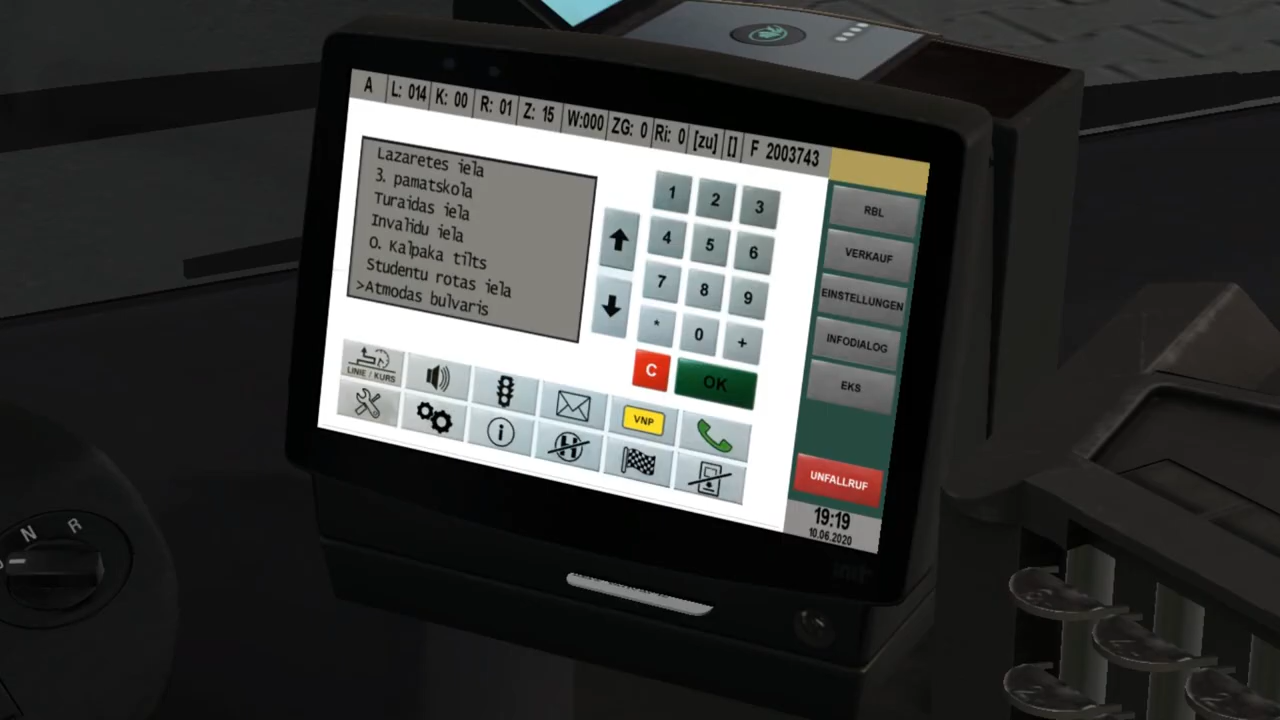 A L: 014 K: 00 R: 01 Z: 15 W:000 ZG: 0 Ri: 0 [zu] [] F 2003743
Lazaretes iela
3. pamatskola
Turaidas iela
Invalidu iela
O. Kalpaka tilts
Studentu rotas iela
>Atmodas bulvaris
1 2 3
4 5 6
7 8 9
* 0 +
C OK
RBL
VERKAUF
EINSTELLUNGEN
INFODIALOG
EKS
UNFALLRUF
19:19
10.06.2020
LINIE / KURS
VNP
i
H
N R
init